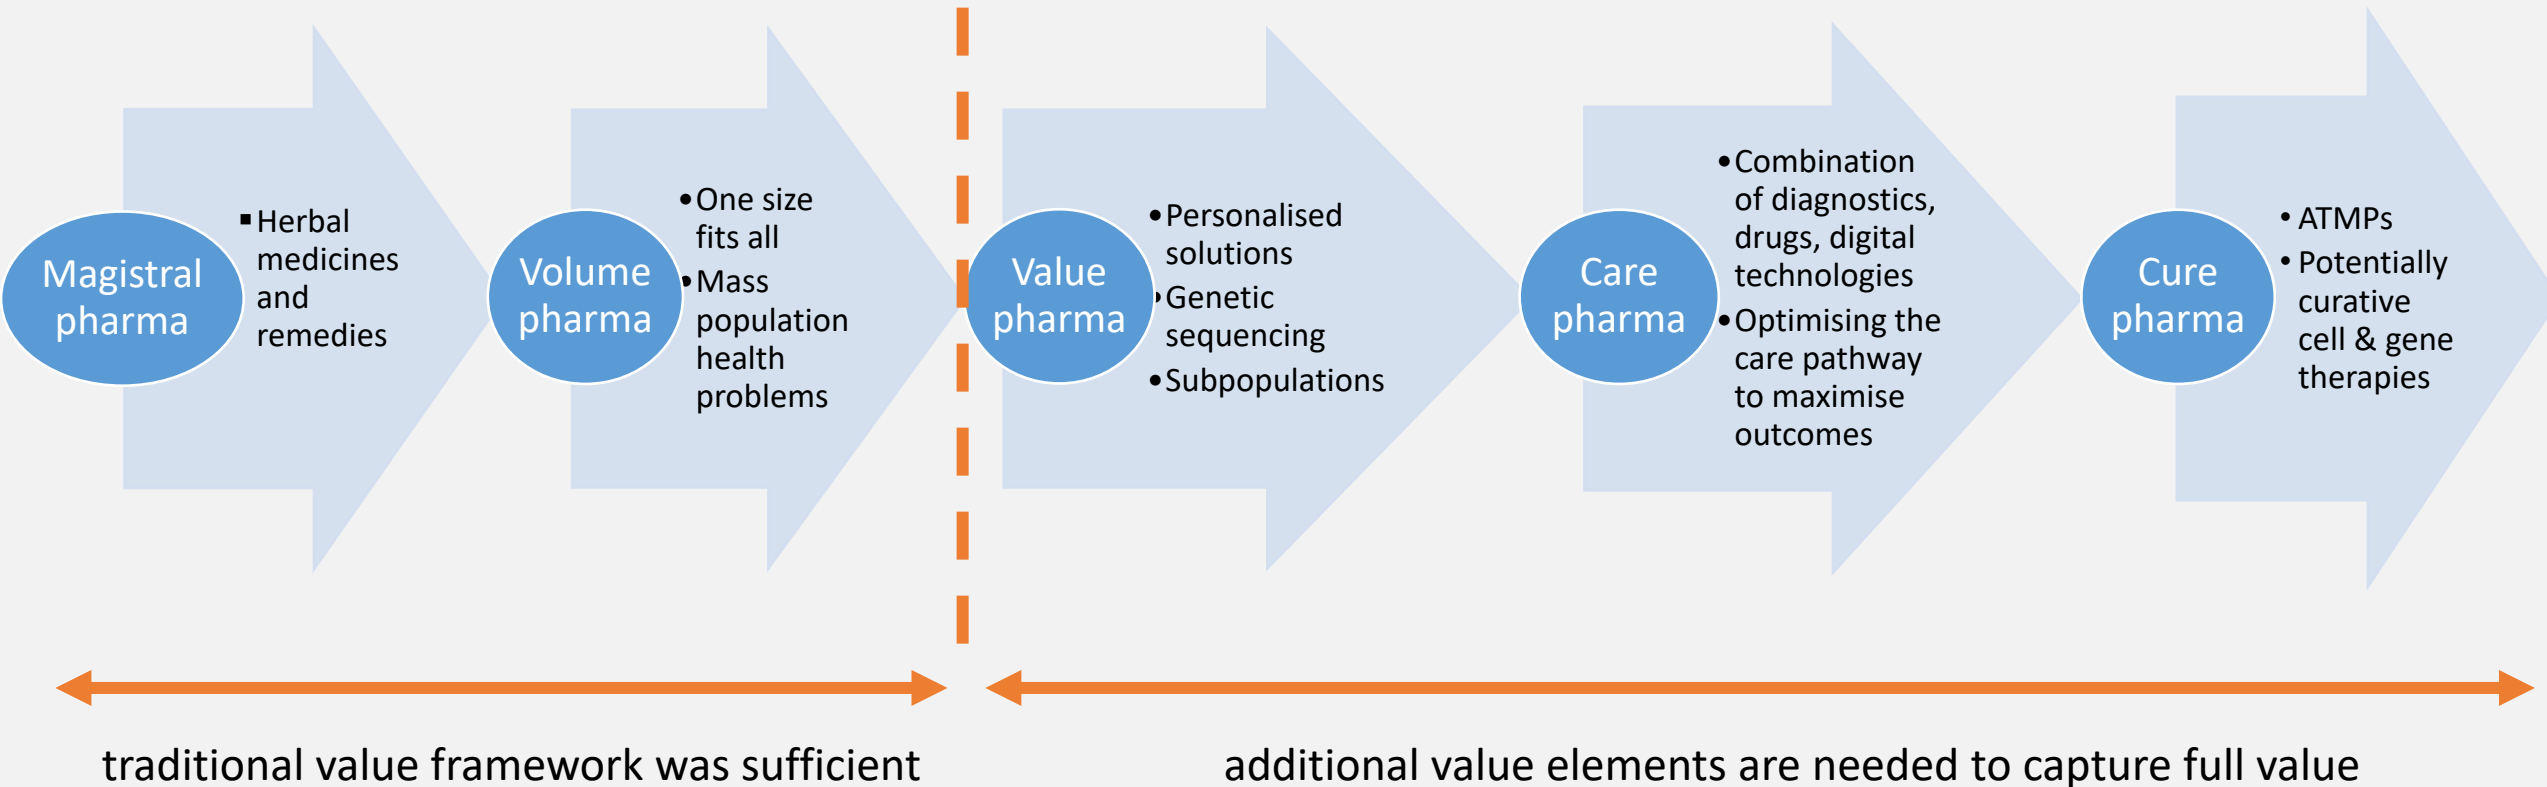 Magistral
pharma
▪Herbal
medicines
and
remedies
Volume
pharma
•One size
fits all
•Mass
population
health
problems
Value
pharma
•Personalised
solutions
•Genetic
sequencing
•Subpopulations
Care
pharma
•Combination
of diagnostics,
drugs, digital
technologies
•Optimising the
care pathway
to maximise
outcomes
Cure
pharma
• ATMPs
• Potentially
curative
cell & gene
therapies
traditional value framework was sufficient
additional value elements are needed to capture full value